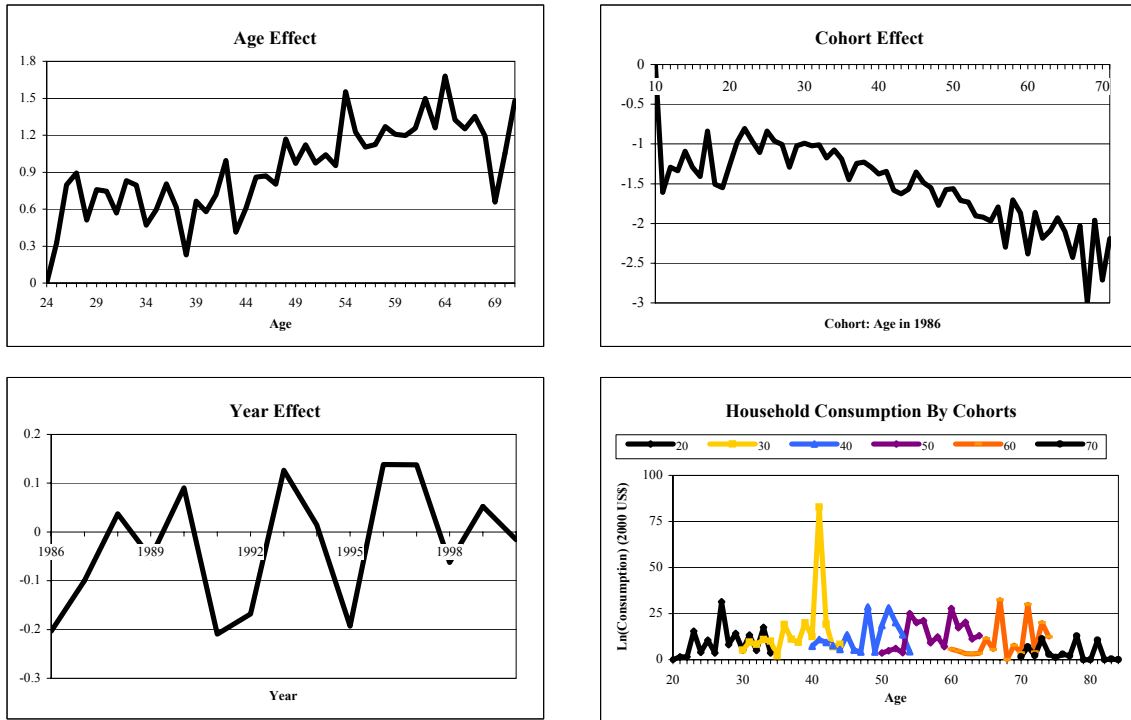 Age Effect
1.8
1.5
1.2
0.9
0.6
0.3
0
24 29 34 39 44 49 54 59 64 69
Age
Cohort Effect
0
10 20 30 40 50 60 70
-0.5
-1
-1.5
-2
-2.5
-3
Cohort: Age in 1986
Year Effect
0.2
0.1
0
1986 1989 1992 1995 1998
-0.1
-0.2
-0.3
Year
Household Consumption By Cohorts
20 30 40 50 60 70
Ln(Consumption) (2000 US$)
100
75
50
25
0
20 30 40 50 60 70 80
Age